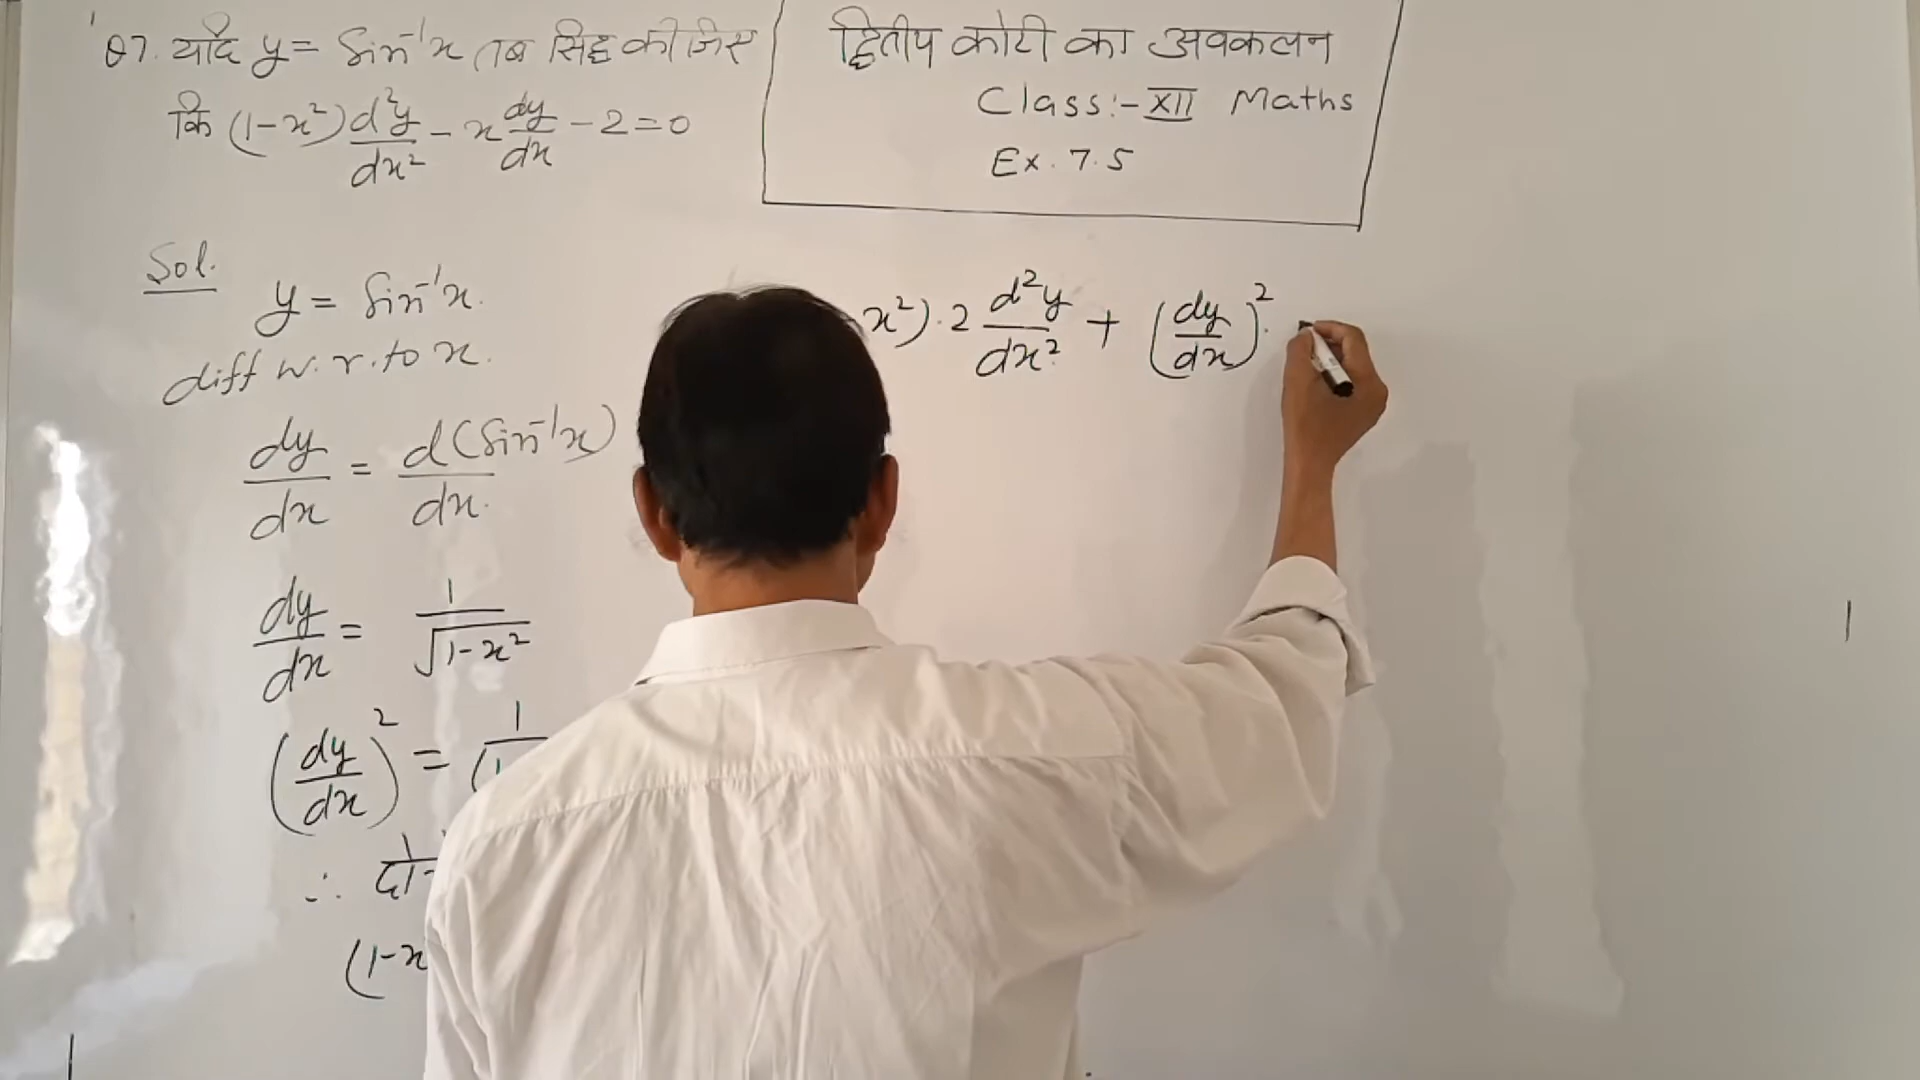 Q7. यदि y = Sin⁻¹x तब सिद्ध कीजिए
कि (1-x²) d²y/dx² - x dy/dx - 2 = 0
द्वितीय कोटी का अवकलन
Class:- XII Maths
Ex. 7.5
Sol.
y = Sin⁻¹x.
diff w.r.to x.
dy/dx = d(Sin⁻¹x)/dx.
dy/dx = 1/√1-x²
(dy/dx)² = 1
∴
(1-x
x²).2 d²y/dx² + (dy/dx)².